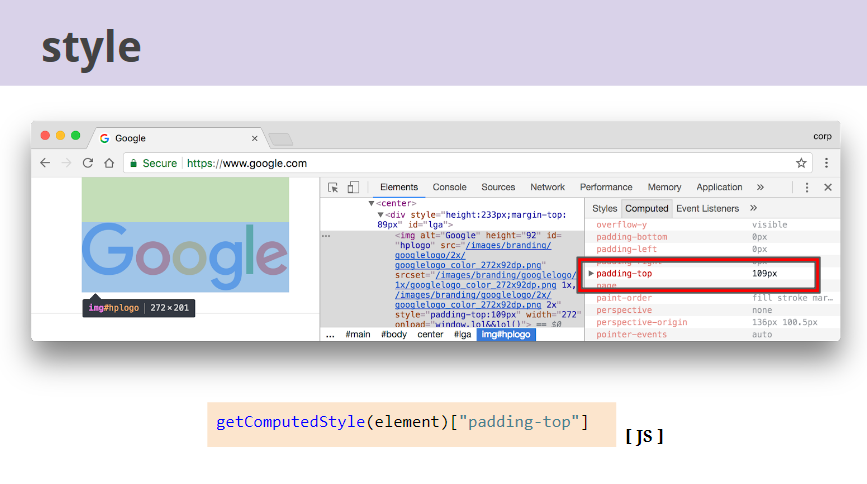 style
Google
corp
Secure
https://www.google.com
Google
img#hplogo | 272×201
Elements Console Sources Network Performance Memory Application »
<center>
<div style="height:233px;margin-top:
89px" id="lga">
<img alt="Google" height="92" id=
"hplogo" src="/images/branding/
googlelogo/2x/
googlelogo_color_272x92dp.png"
srcset="/images/branding/googlelogo/
1x/googlelogo_color_272x92dp.png 1x,
/images/branding/googlelogo/2x/
googlelogo_color_272x92dp.png 2x"
style="padding-top:109px" width="272"
onload="window.lol&&lol()"> == $0
... #main #body center #lga img#hplogo
Styles Computed Event Listeners »
overflow-y visible
padding-bottom 0px
padding-left 0px
padding-right 0px
padding-top 109px
page
paint-order fill stroke mar…
perspective none
perspective-origin 136px 100.5px
pointer-events auto
getComputedStyle(element)["padding-top"]
[ JS ]